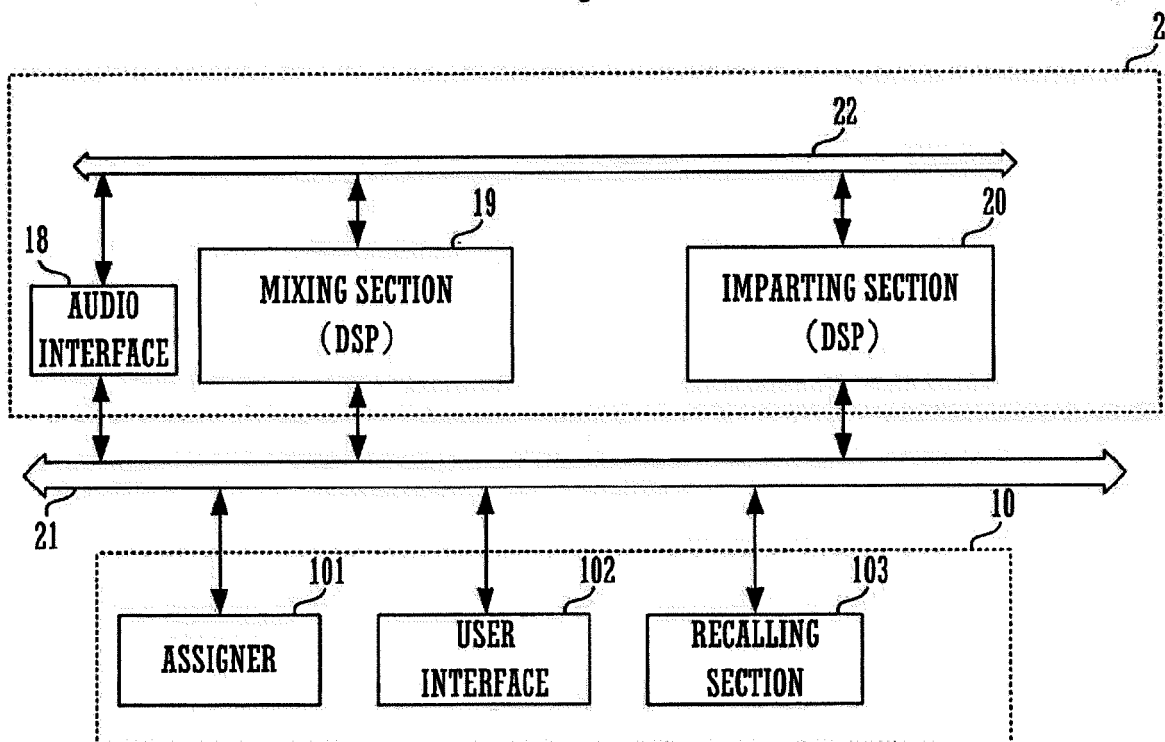 2
22
18
AUDIO
INTERFACE
19
MIXING SECTION
(DSP)
20
IMPARTING SECTION
(DSP)
21
10
101
ASSIGNER
102
USER
INTERFACE
103
RECALLING
SECTION